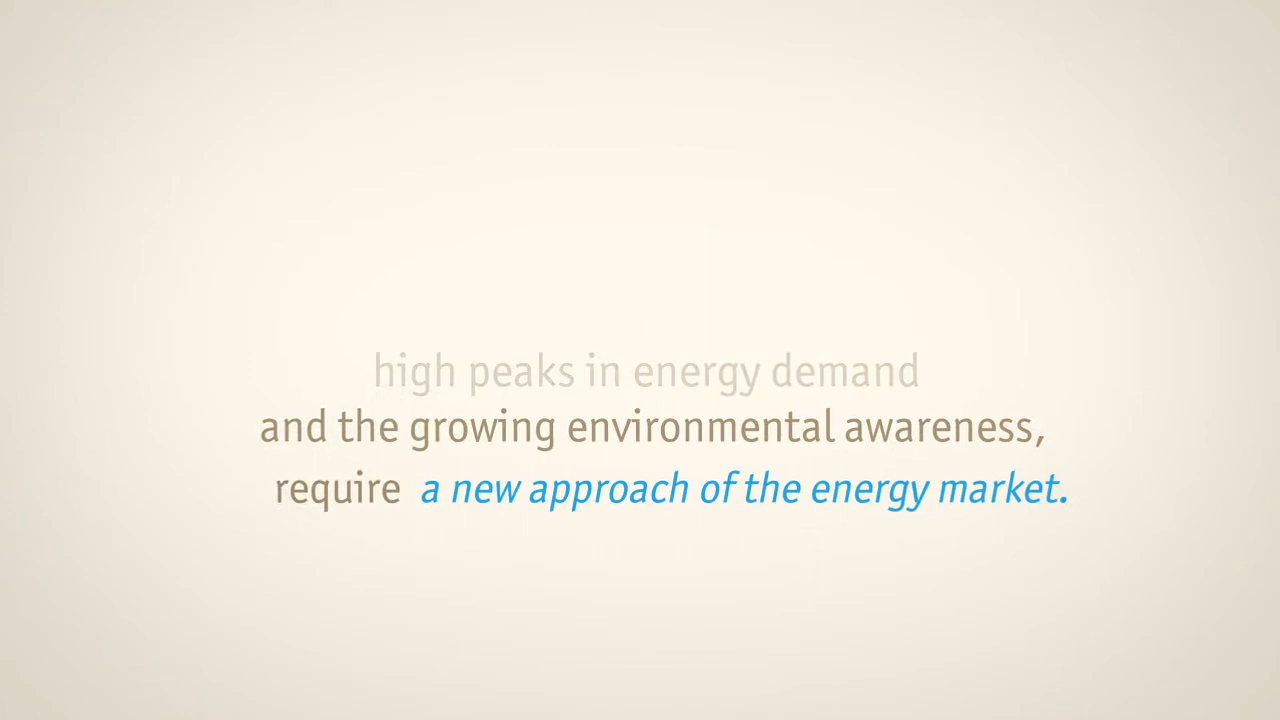 high peaks in energy demand
and the growing environmental awareness,
require a new approach of the energy market.